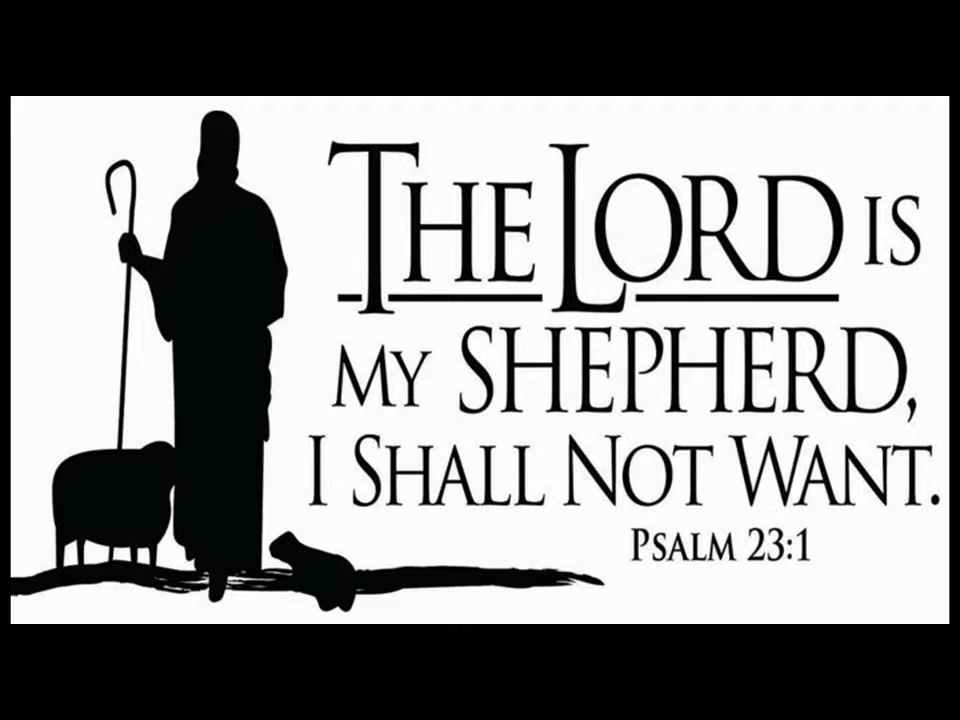 THE LORD IS
MY SHEPHERD,
I SHALL NOT WANT.
PSALM 23:1